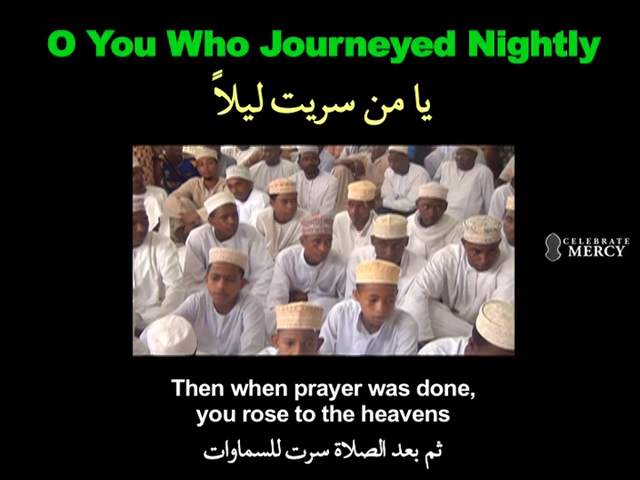 O You Who Journeyed Nightly
يا من سريت ليلاً
CELEBRATE
MERCY
Then when prayer was done,
you rose to the heavens
ثم بعد الصلاة سرت للسماوات